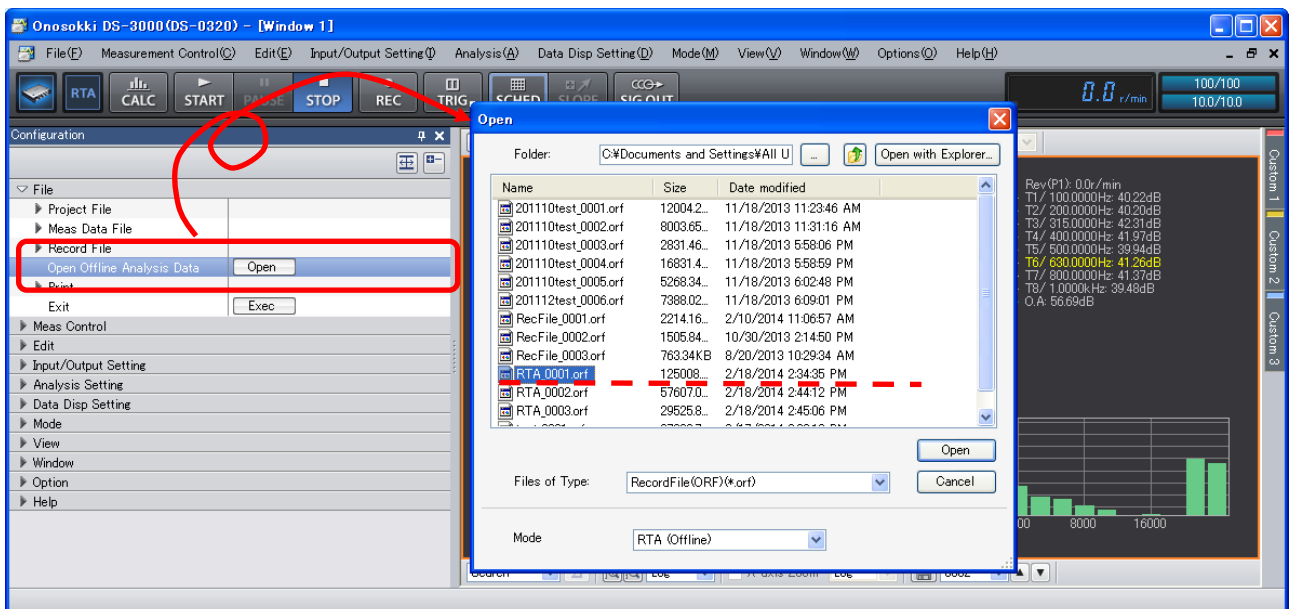 Onosokki DS-3000(DS-0320) - [Window 1]
File(F) Measurement Control(C) Edit(E) Input/Output Setting(I) Analysis(A) Data Disp Setting(D) Mode(M) View(V) Window(W) Options(O) Help(H)
RTA CALC START PAUSE STOP REC TRIG SCHED SLOPE SIG OUT
0.0 r/min
100/100
10.0/10.0
Configuration
File
Project File
Meas Data File
Record File
Open Offline Analysis Data Open
Print
Exit Exec
Meas Control
Edit
Input/Output Setting
Analysis Setting
Data Disp Setting
Mode
View
Window
Option
Help
Open
Folder: C:¥Documents and Settings¥All U ... Open with Explorer...
Name Size Date modified
201110test_0001.orf 12004.2... 11/18/2013 11:23:46 AM
201110test_0002.orf 8003.65... 11/18/2013 11:31:16 AM
201110test_0003.orf 2831.46... 11/18/2013 5:58:06 PM
201110test_0004.orf 16831.4... 11/18/2013 5:58:59 PM
201110test_0005.orf 5268.34... 11/18/2013 6:02:48 PM
201112test_0006.orf 7388.02... 11/18/2013 6:09:01 PM
RecFile_0001.orf 2214.16... 2/10/2014 11:06:57 AM
RecFile_0002.orf 1505.84... 10/30/2013 2:14:50 PM
RecFile_0003.orf 763.34KB 8/20/2013 10:29:34 AM
RTA_0001.orf 125008... 2/18/2014 2:34:35 PM
RTA_0002.orf 57607.0... 2/18/2014 2:44:12 PM
RTA_0003.orf 29525.8... 2/18/2014 2:45:06 PM
Open
Files of Type: RecordFile(ORF)(*.orf) Cancel
Mode RTA (Offline)
Rev(P1): 0.0r/min
T1/ 100.0000Hz: 40.22dB
T2/ 200.0000Hz: 40.20dB
T3/ 315.0000Hz: 42.31dB
T4/ 400.0000Hz: 41.97dB
T5/ 500.0000Hz: 39.94dB
T6/ 630.0000Hz: 41.26dB
T7/ 800.0000Hz: 41.37dB
T8/ 1.0000kHz: 39.48dB
O.A: 56.69dB
8000 16000
Custom 1
Custom 2
Custom 3